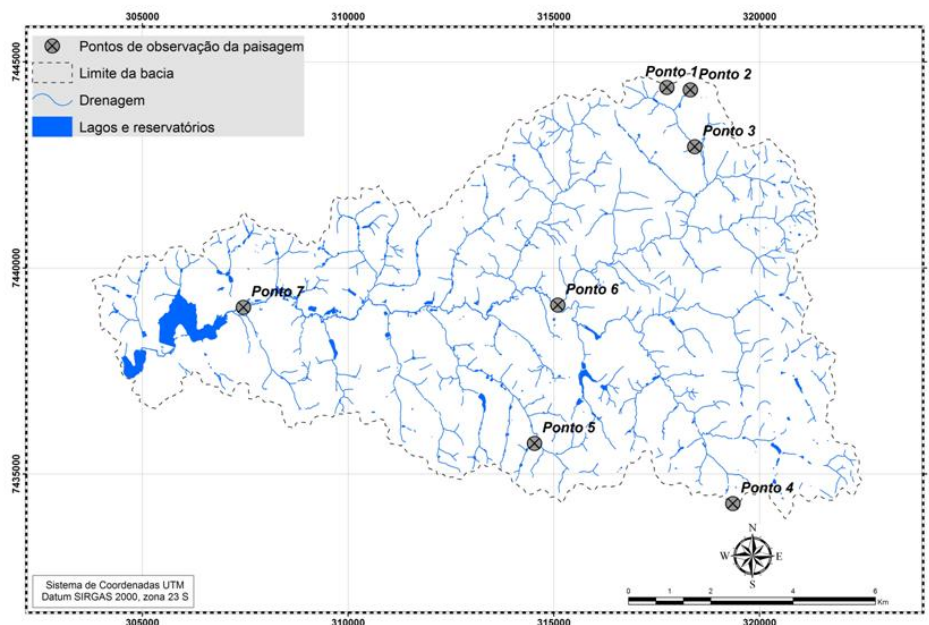 305000 310000 315000 320000
7445000
Pontos de observação da paisagem
Limite da bacia
Drenagem
Lagos e reservatórios
Ponto 1 Ponto 2
Ponto 3
7440000
Ponto 6
Ponto 7
Ponto 5
7435000
Ponto 4
N
W E
S
Sistema de Coordenadas UTM
Datum SIRGAS 2000, zona 23 S
0 1 2 4 6
Km
305000 310000 315000 320000